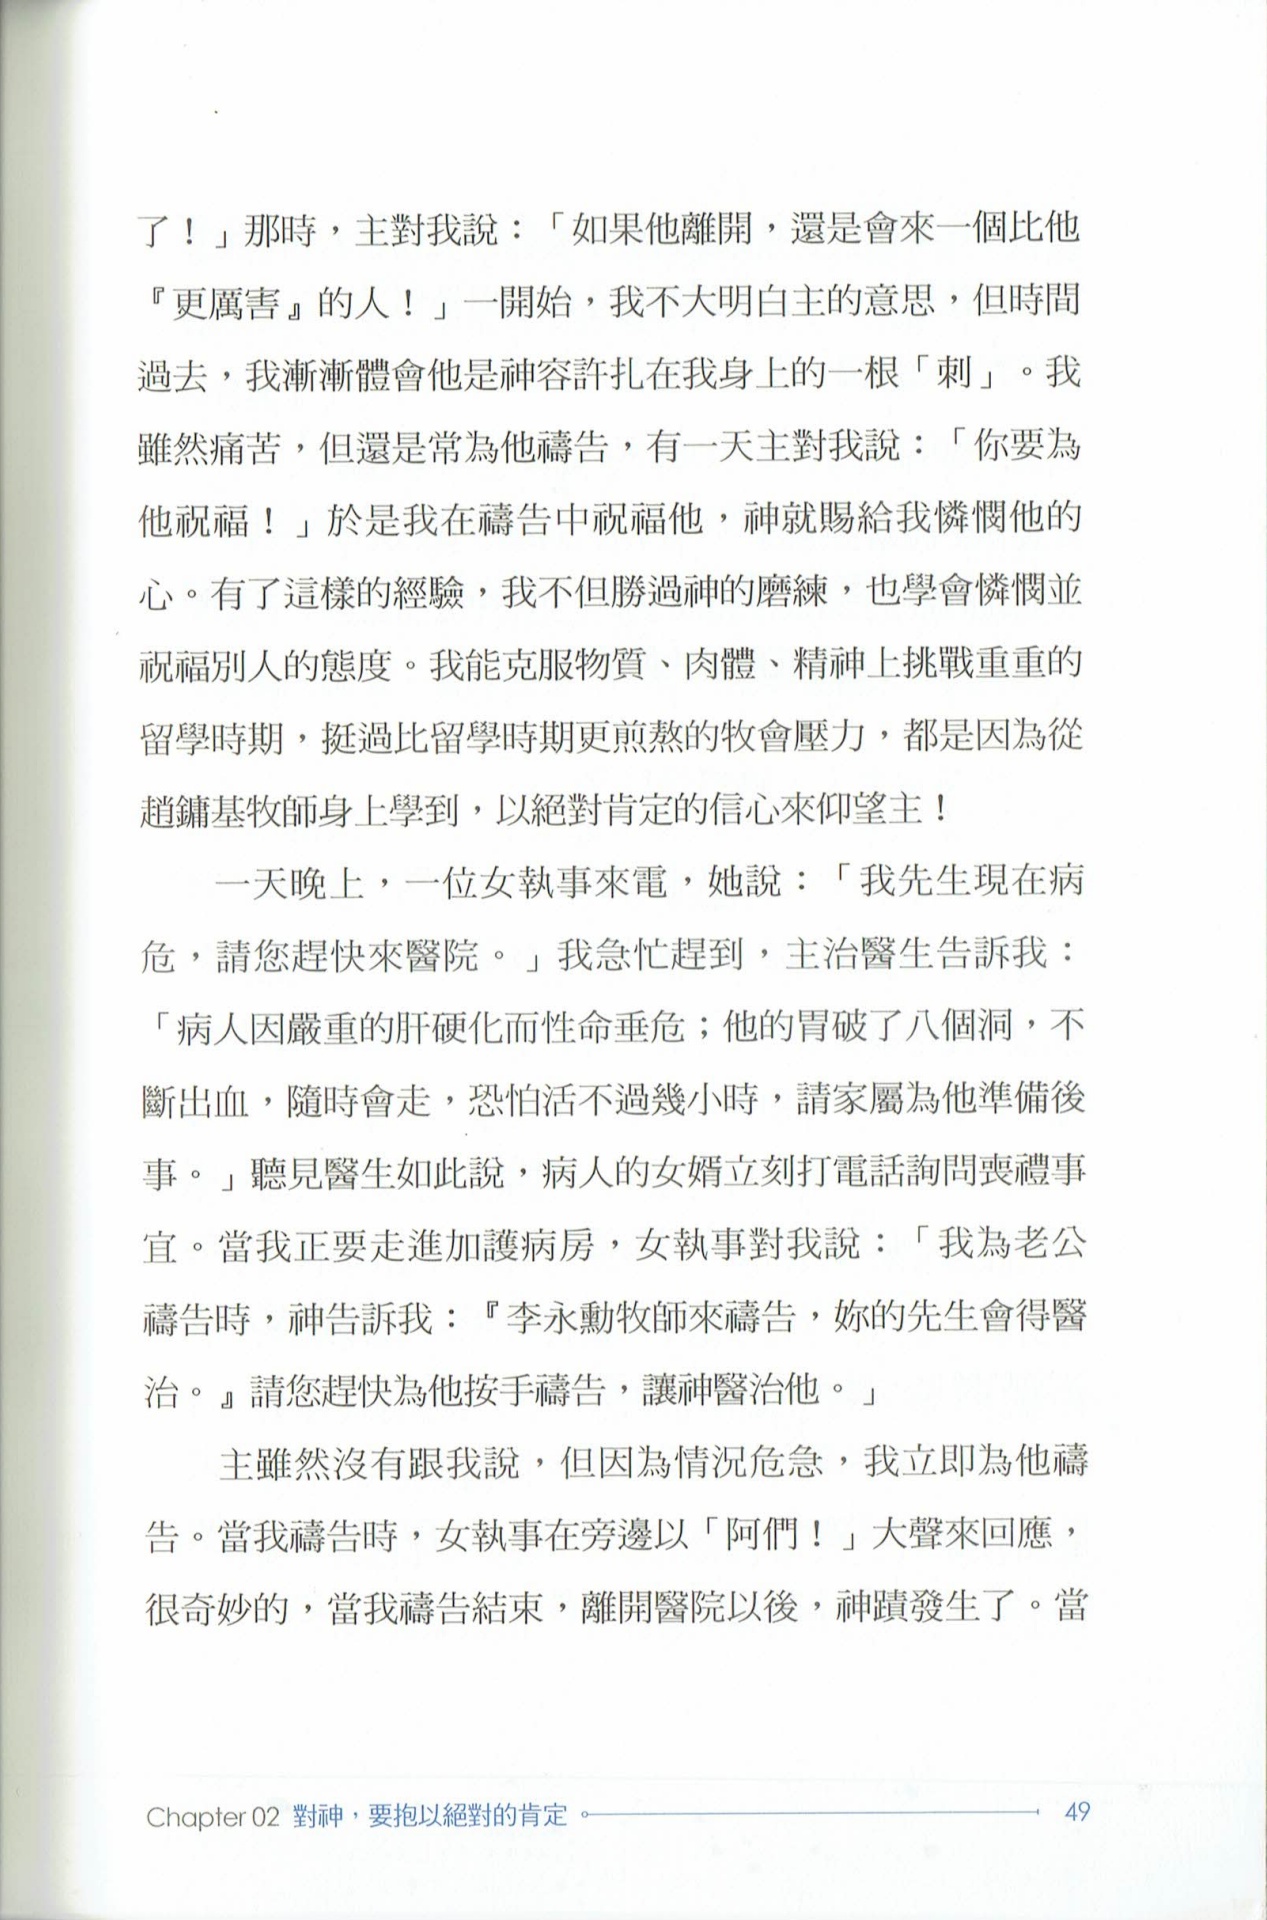 了！」那時，主對我說：「如果他離開，還是會來一個比他
『更厲害』的人！」一開始，我不大明白主的意思，但時間
過去，我漸漸體會他是神容許扎在我身上的一根「刺」。我
雖然痛苦，但還是常為他禱告，有一天主對我說：「你要為
他祝福！」於是我在禱告中祝福他，神就賜給我憐憫他的
心。有了這樣的經驗，我不但勝過神的磨練，也學會憐憫並
祝福別人的態度。我能克服物質、肉體、精神上挑戰重重的
留學時期，挺過比留學時期更煎熬的牧會壓力，都是因為從
趙鏞基牧師身上學到，以絕對肯定的信心來仰望主！
一天晚上，一位女執事來電，她說：「我先生現在病
危，請您趕快來醫院。」我急忙趕到，主治醫生告訴我：
「病人因嚴重的肝硬化而性命垂危；他的胃破了八個洞，不
斷出血，隨時會走，恐怕活不過幾小時，請家屬為他準備後
事。」聽見醫生如此說，病人的女婿立刻打電話詢問喪禮事
宜。當我正要走進加護病房，女執事對我說：「我為老公
禱告時，神告訴我：『李永勳牧師來禱告，妳的先生會得醫
治。』請您趕快為他按手禱告，讓神醫治他。」
主雖然沒有跟我說，但因為情況危急，我立即為他禱
告。當我禱告時，女執事在旁邊以「阿們！」大聲來回應，
很奇妙的，當我禱告結束，離開醫院以後，神蹟發生了。當
Chapter 02 對神，要抱以絕對的肯定 49